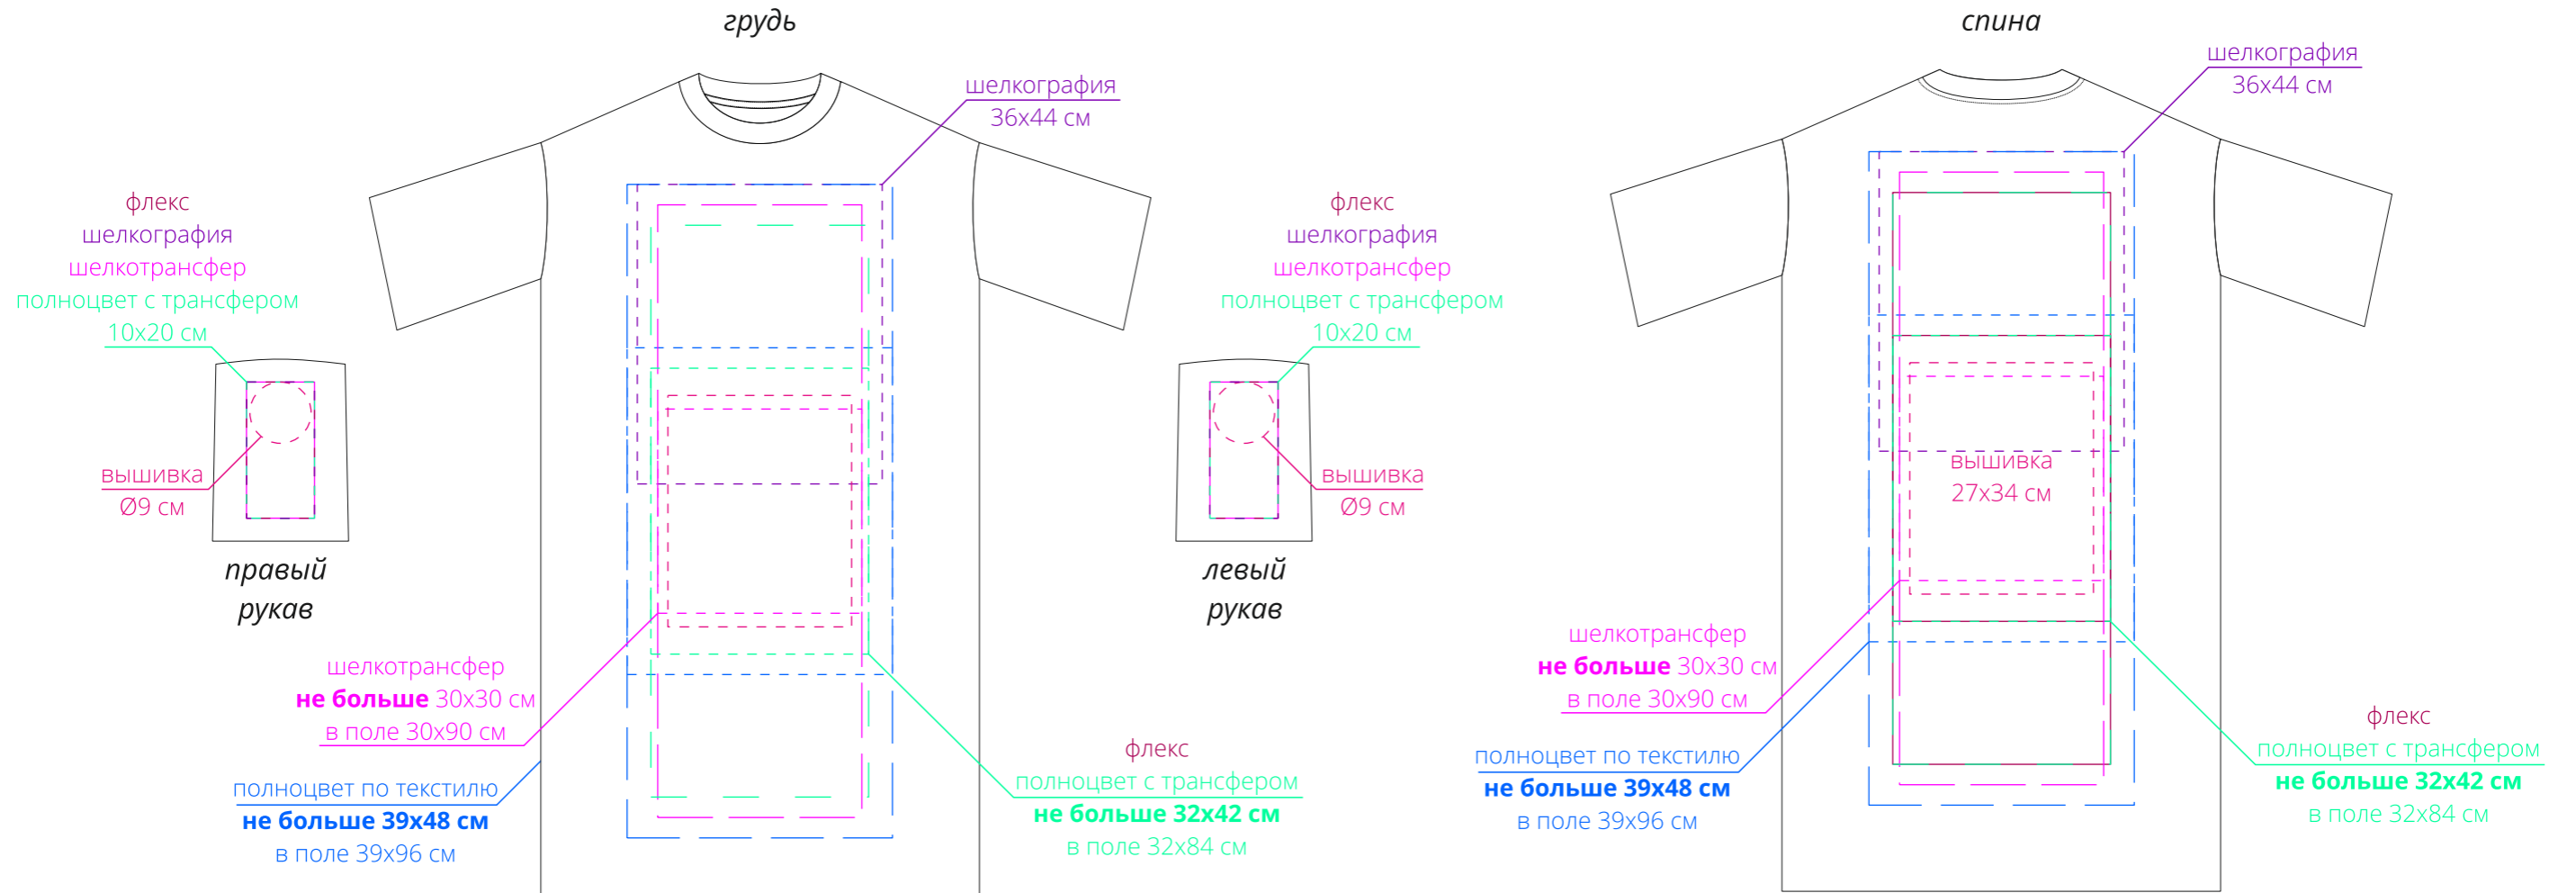 грудь
шелкография
36х44 см
флекс
шелкография
шелкотрансфер
полноцвет с трансфером
10х20 см
вышивка
Ø9 см
правый
рукав
шелкотрансфер
не больше 30х30 см
в поле 30х90 см
полноцвет по текстилю
не больше 39х48 см
в поле 39х96 см
флекс
полноцвет с трансфером
не больше 32х42 см
в поле 32х84 см
флекс
шелкография
шелкотрансфер
полноцвет с трансфером
10х20 см
вышивка
Ø9 см
левый
рукав
спина
шелкография
36х44 см
вышивка
27х34 см
шелкотрансфер
не больше 30х30 см
в поле 30х90 см
полноцвет по текстилю
не больше 39х48 см
в поле 39х96 см
флекс
полноцвет с трансфером
не больше 32х42 см
в поле 32х84 см